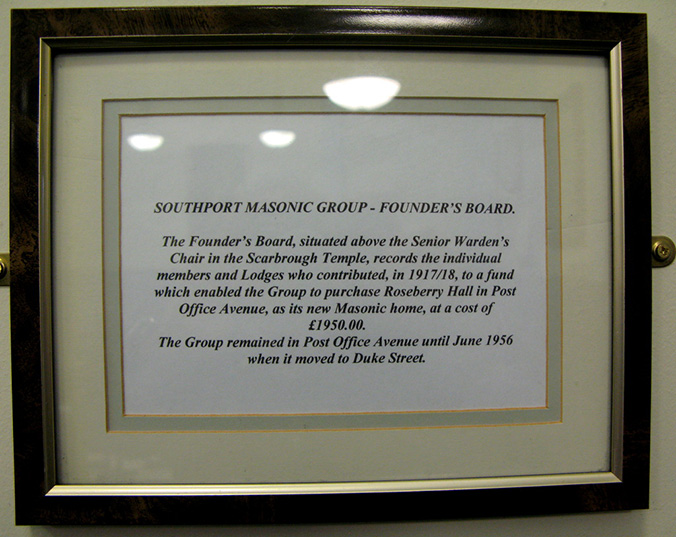 SOUTHPORT MASONIC GROUP - FOUNDER'S BOARD.
The Founder's Board, situated above the Senior Warden's
Chair in the Scarbrough Temple, records the individual
members and Lodges who contributed, in 1917/18, to a fund
which enabled the Group to purchase Roseberry Hall in Post
Office Avenue, as its new Masonic home, at a cost of
£1950.00.
The Group remained in Post Office Avenue until June 1956
when it moved to Duke Street.